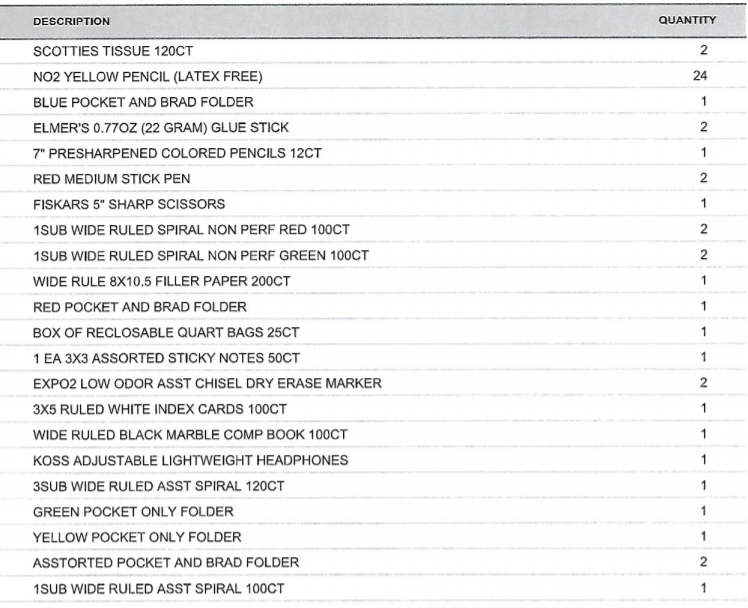 DESCRIPTION QUANTITY
SCOTTIES TISSUE 120CT 2
NO2 YELLOW PENCIL (LATEX FREE) 24
BLUE POCKET AND BRAD FOLDER 1
ELMER'S 0.77OZ (22 GRAM) GLUE STICK 2
7" PRESHARPENED COLORED PENCILS 12CT 1
RED MEDIUM STICK PEN 2
FISKARS 5" SHARP SCISSORS 1
1SUB WIDE RULED SPIRAL NON PERF RED 100CT 2
1SUB WIDE RULED SPIRAL NON PERF GREEN 100CT 2
WIDE RULE 8X10.5 FILLER PAPER 200CT 1
RED POCKET AND BRAD FOLDER 1
BOX OF RECLOSABLE QUART BAGS 25CT 1
1 EA 3X3 ASSORTED STICKY NOTES 50CT 1
EXPO2 LOW ODOR ASST CHISEL DRY ERASE MARKER 2
3X5 RULED WHITE INDEX CARDS 100CT 1
WIDE RULED BLACK MARBLE COMP BOOK 100CT 1
KOSS ADJUSTABLE LIGHTWEIGHT HEADPHONES 1
3SUB WIDE RULED ASST SPIRAL 120CT 1
GREEN POCKET ONLY FOLDER 1
YELLOW POCKET ONLY FOLDER 1
ASSTORTED POCKET AND BRAD FOLDER 2
1SUB WIDE RULED ASST SPIRAL 100CT 1